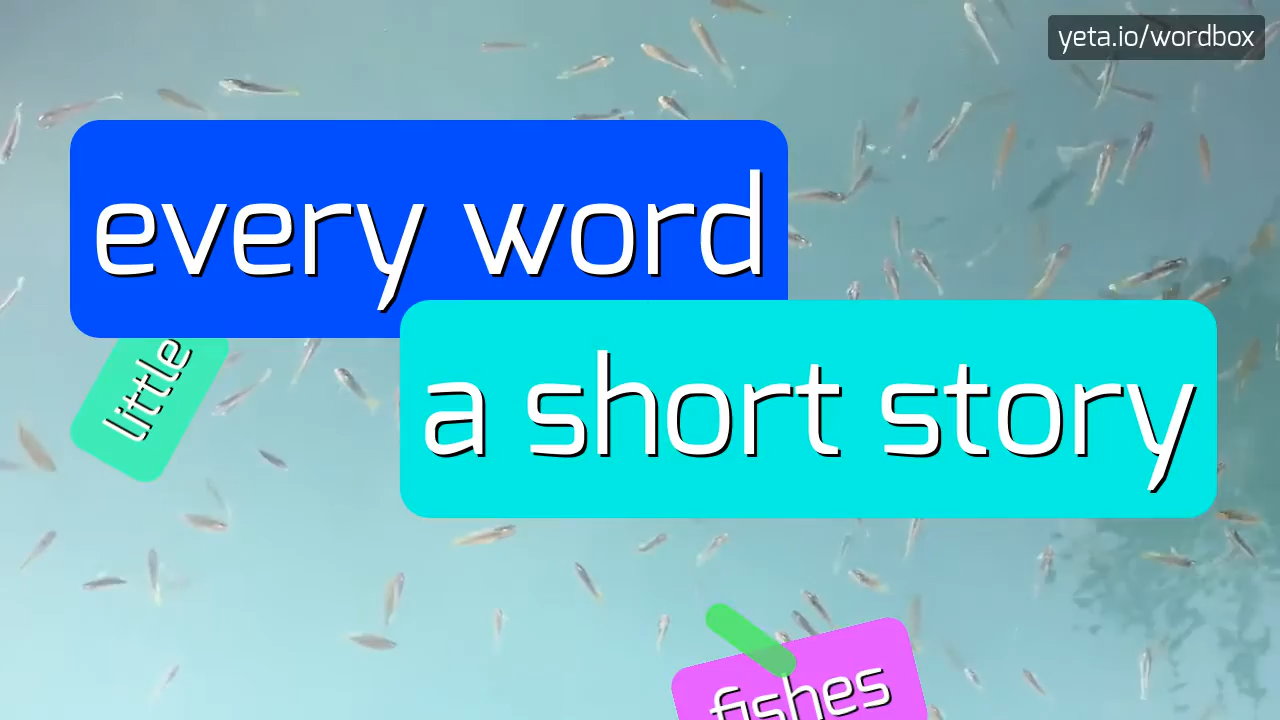 yeta.io/wordbox
every word
little
a short story
fishes